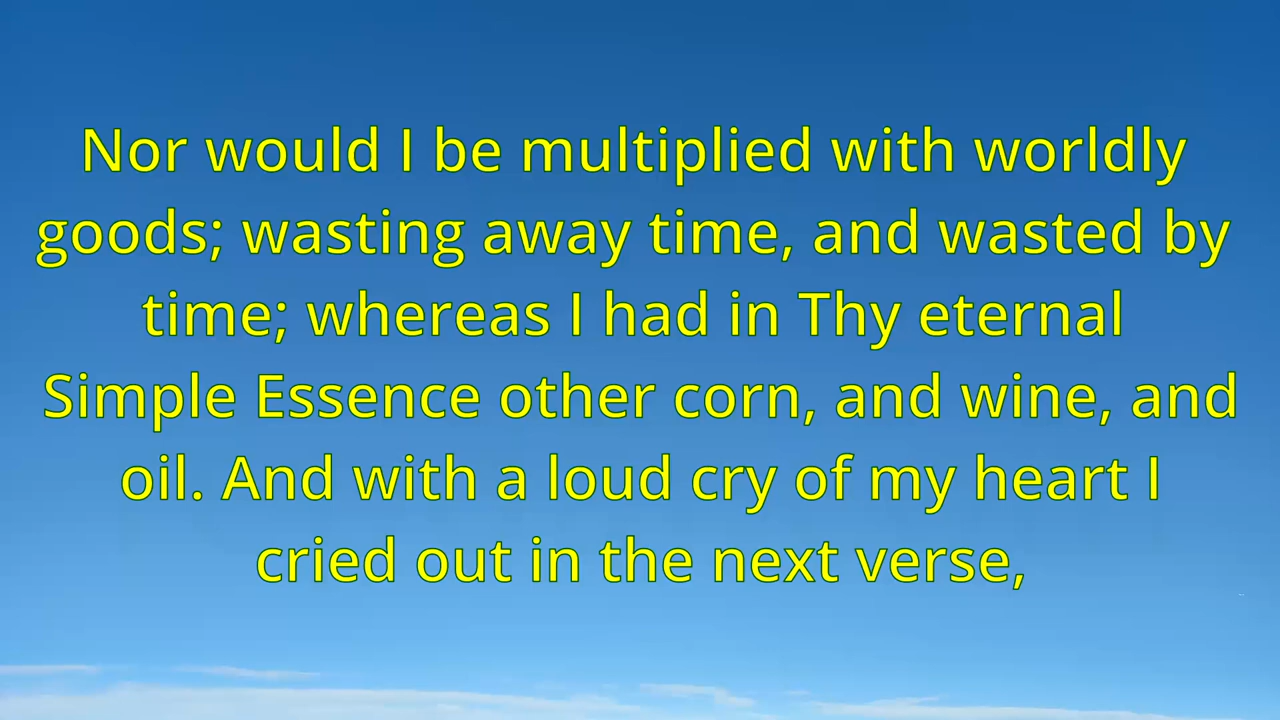 Nor would I be multiplied with worldly
goods; wasting away time, and wasted by
time; whereas I had in Thy eternal
Simple Essence other corn, and wine, and
oil. And with a loud cry of my heart I
cried out in the next verse,